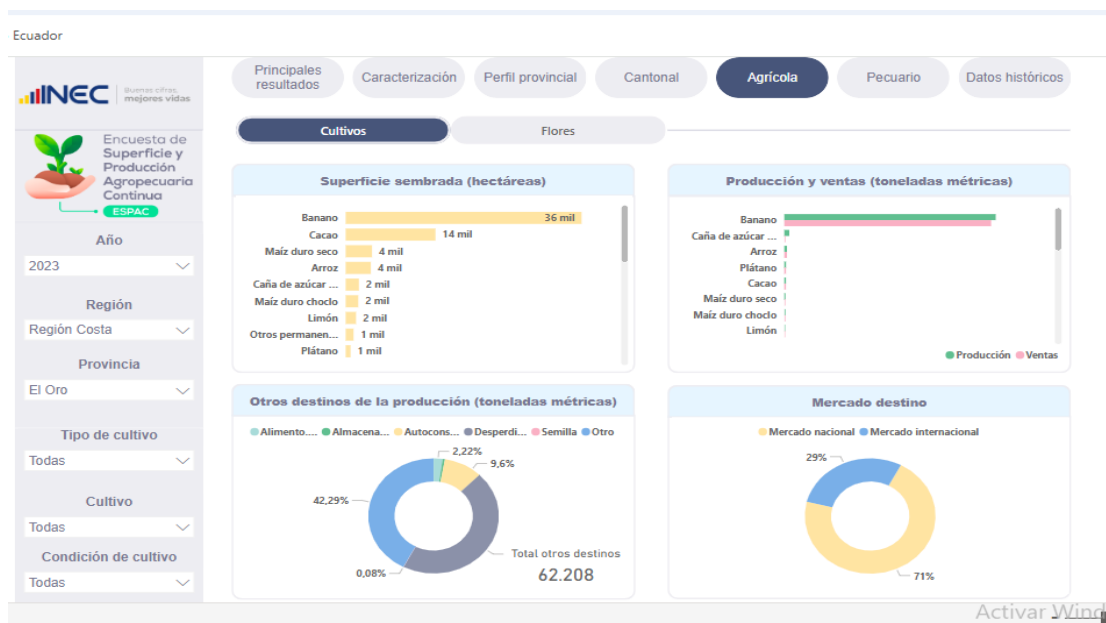 Ecuador
INEC
Buenas cifras,
mejores vidas
Encuesta de
Superficie y
Producción
Agropecuaria
Continua
ESPAC
Año
2023
Región
Región Costa
Provincia
El Oro
Tipo de cultivo
Todas
Cultivo
Todas
Condición de cultivo
Todas
Principales
resultados
Caracterización
Perfil provincial
Cantonal
Agrícola
Pecuario
Datos históricos
Cultivos
Flores
Superficie sembrada (hectáreas)
Banano 36 mil
Cacao 14 mil
Maíz duro seco 4 mil
Arroz 4 mil
Caña de azúcar ... 2 mil
Maíz duro choclo 2 mil
Limón 2 mil
Otros permanen... 1 mil
Plátano 1 mil
Producción y ventas (toneladas métricas)
Banano
Caña de azúcar ...
Arroz
Plátano
Cacao
Maíz duro seco
Maíz duro choclo
Limón
Producción Ventas
Otros destinos de la producción (toneladas métricas)
Alimento.... Almacena... Autocons... Desperdi... Semilla Otro
2,22%
9,6%
42,29%
0,08%
Total otros destinos
62.208
Mercado destino
Mercado nacional Mercado internacional
29%
71%
Activar Wind